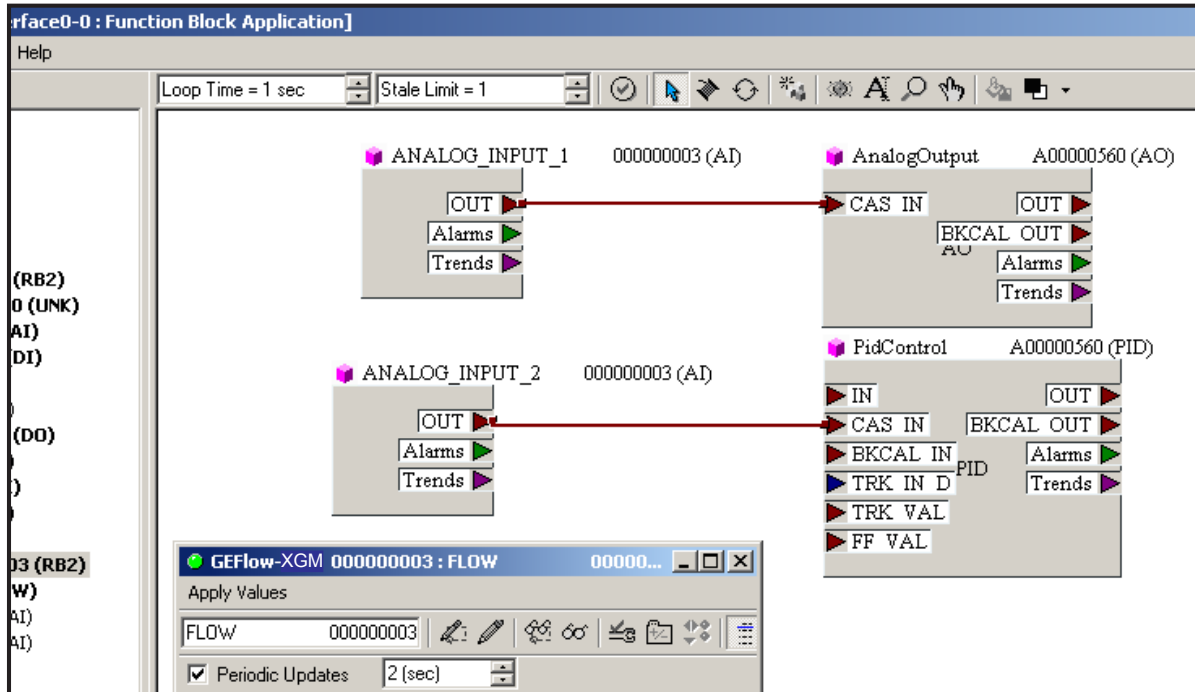 rface0-0 : Function Block Application]
Help
Loop Time = 1 sec
Stale Limit = 1
ANALOG_INPUT_1 000000003 (AI)
OUT
Alarms
Trends
AnalogOutput A00000560 (AO)
CAS IN
OUT
BKCAL OUT
AO
Alarms
Trends
(RB2)
0 (UNK)
AI)
(DI)
)
(DO)
)
)
)
03 (RB2)
W)
AI)
AI)
ANALOG_INPUT_2 000000003 (AI)
OUT
Alarms
Trends
PidControl A00000560 (PID)
IN
CAS IN
BKCAL IN
TRK IN D
TRK VAL
FF VAL
OUT
BKCAL OUT
PID
Alarms
Trends
GEFlow-XGM 000000003 : FLOW 00000...
Apply Values
FLOW 000000003
Periodic Updates 2 (sec)